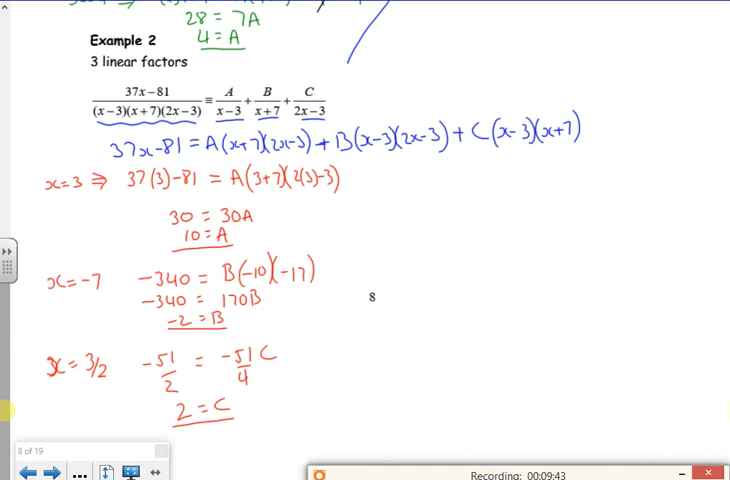 28 = 7A
4 = A
Example 2
3 linear factors
37x−81 / (x−3)(x+7)(2x−3) ≡ A / x−3 + B / x+7 + C / 2x−3
37x−81 = A(x+7)(2x−3) + B(x−3)(2x−3) + C(x−3)(x+7)
x=3 ⇒ 37(3)−81 = A(3+7)(2(3)−3)
30 = 30A
10 = A
x=−7 −340 = B(−10)(−17)
−340 = 170B
−2 = B
8
x = 3/2 −51/2 = −51/4 C
2 = C
8 of 19
Recording: 00:09:43